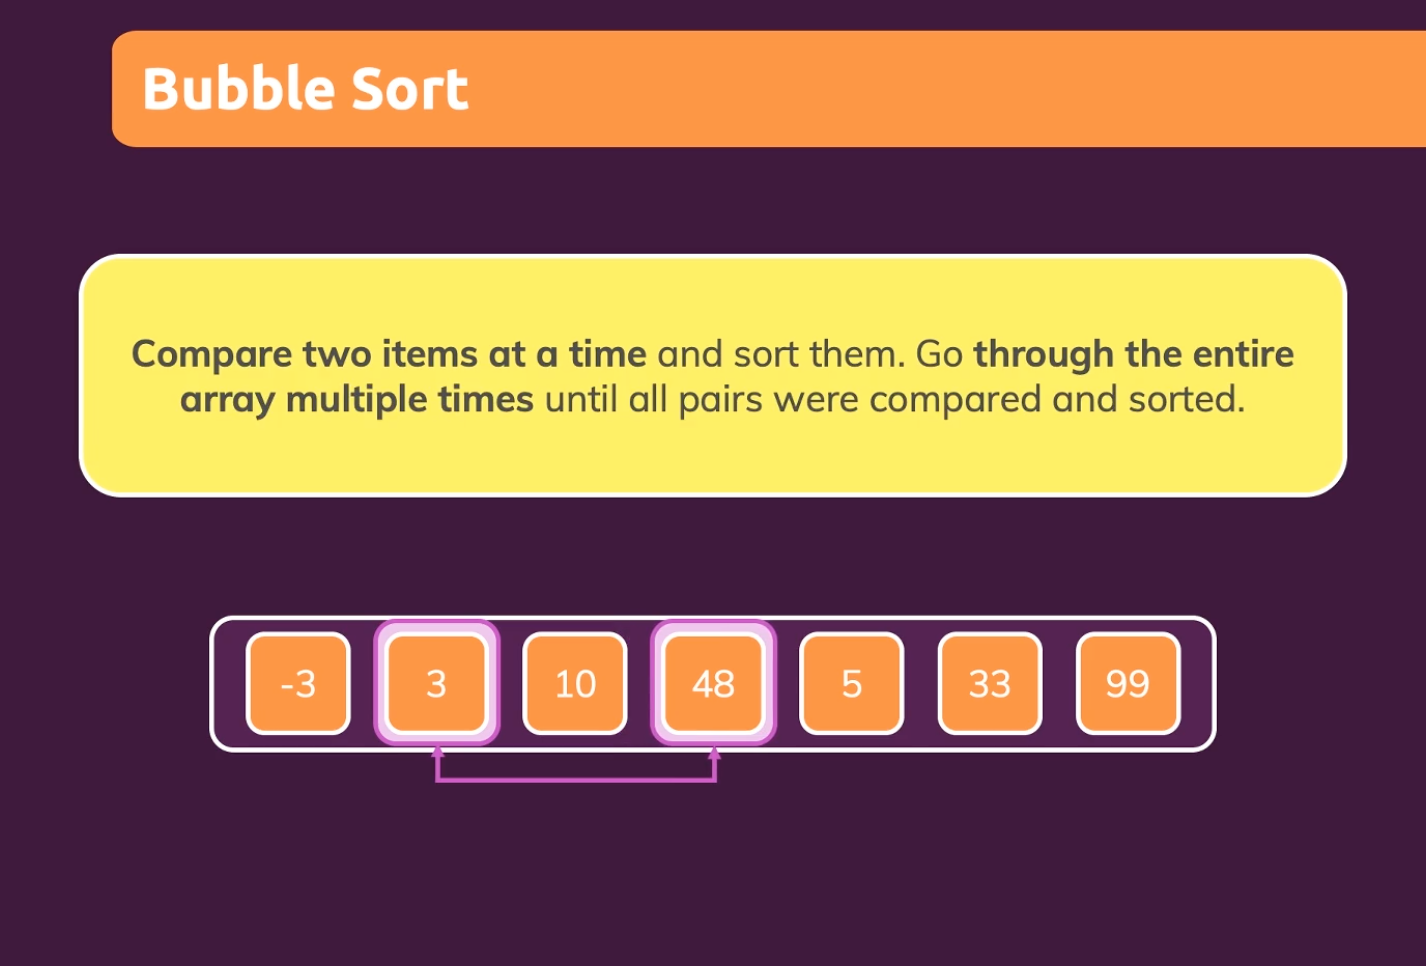 Bubble Sort
Compare two items at a time and sort them. Go through the entire
array multiple times until all pairs were compared and sorted.
-3 3 10 48 5 33 99